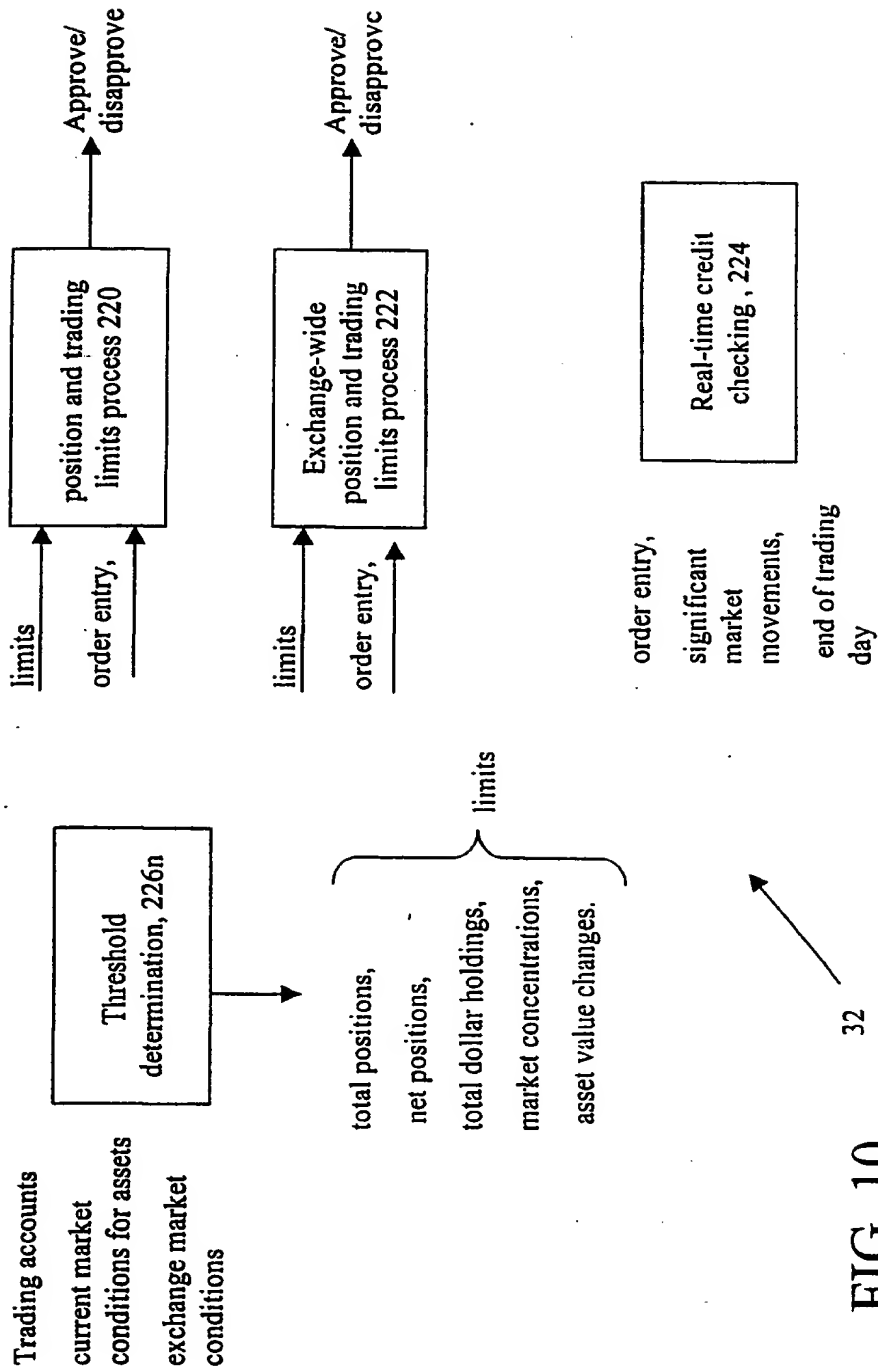 Trading accounts
current market
conditions for assets
exchange market
conditions
Threshold
determination, 226n
total positions,
net positions,
total dollar holdings,
market concentrations,
asset value changes.
limits
limits
order entry,
position and trading
limits process 220
Approve/
disapprove
limits
order entry,
Exchange-wide
position and trading
limits process 222
Approve/
disapprovc
order entry,
significant
market
movements,
end of trading
day
Real-time credit
checking , 224
32
FIG. 10